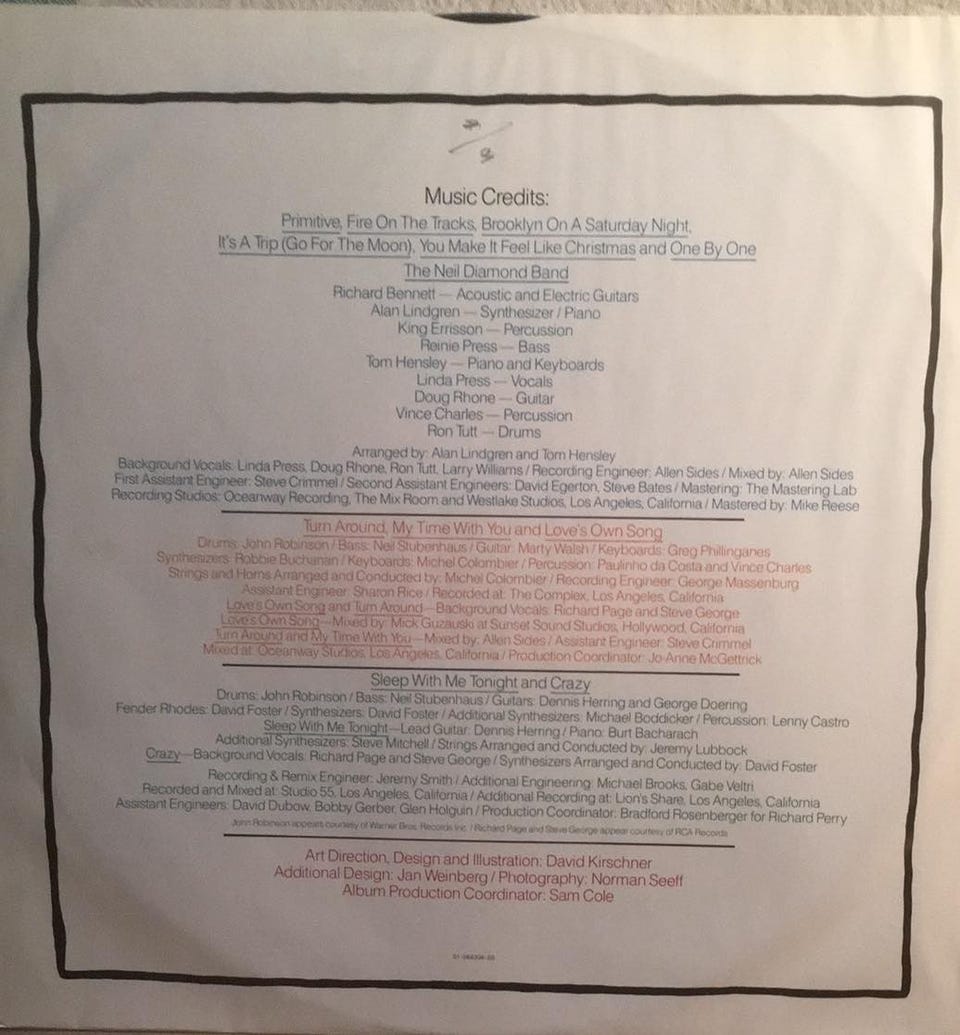 Music Credits:
Primitive, Fire On The Tracks, Brooklyn On A Saturday Night,
It's A Trip (Go For The Moon), You Make It Feel Like Christmas and One By One
The Neil Diamond Band
Richard Bennett — Acoustic and Electric Guitars
Alan Lindgren — Synthesizer / Piano
King Errisson — Percussion
Reinie Press — Bass
Tom Hensley — Piano and Keyboards
Linda Press — Vocals
Doug Rhone — Guitar
Vince Charles — Percussion
Ron Tutt — Drums
Arranged by: Alan Lindgren and Tom Hensley
Background Vocals: Linda Press, Doug Rhone, Ron Tutt, Larry Williams / Recording Engineer: Allen Sides / Mixed by: Allen Sides
First Assistant Engineer: Steve Crimmel / Second Assistant Engineers: David Egerton, Steve Bates / Mastering: The Mastering Lab
Recording Studios: Oceanway Recording, The Mix Room and Westlake Studios, Los Angeles, California / Mastered by: Mike Reese
Turn Around, My Time With You and Love's Own Song
Drums: John Robinson / Bass: Neil Stubenhaus / Guitar: Marty Walsh / Keyboards: Greg Phillinganes
Synthesizers: Robbie Buchanan / Keyboards: Michel Colombier / Percussion: Paulinho da Costa and Vince Charles
Strings and Horns Arranged and Conducted by: Michel Colombier / Recording Engineer: George Massenburg
Assistant Engineer: Sharon Rice / Recorded at: The Complex, Los Angeles, California
Love's Own Song and Turn Around—Background Vocals: Richard Page and Steve George
Love's Own Song—Mixed by: Mick Guzauski at Sunset Sound Studios, Hollywood, California
Turn Around and My Time With You—Mixed by: Allen Sides / Assistant Engineer: Steve Crimmel
Mixed at: Oceanway Studios, Los Angeles, California / Production Coordinator: Jo-Anne McGettrick
Sleep With Me Tonight and Crazy
Drums: John Robinson / Bass: Neil Stubenhaus / Guitars: Dennis Herring and George Doering
Fender Rhodes: David Foster / Synthesizers: David Foster / Additional Synthesizers: Michael Boddicker / Percussion: Lenny Castro
Sleep With Me Tonight—Lead Guitar: Dennis Herring / Piano: Burt Bacharach
Additional Synthesizers: Steve Mitchell / Strings Arranged and Conducted by: Jeremy Lubbock
Crazy—Background Vocals: Richard Page and Steve George / Synthesizers Arranged and Conducted by: David Foster
Recording & Remix Engineer: Jeremy Smith / Additional Engineering: Michael Brooks, Gabe Veltri
Recorded and Mixed at: Studio 55, Los Angeles, California / Additional Recording at: Lion's Share, Los Angeles, California
Assistant Engineers: David Dubow, Bobby Gerber, Glen Holguin / Production Coordinator: Bradford Rosenberger for Richard Perry
John Robinson appears courtesy of Warner Bros. Records Inc. / Richard Page and Steve George appear courtesy of RCA Records
Art Direction, Design and Illustration: David Kirschner
Additional Design: Jan Weinberg / Photography: Norman Seeff
Album Production Coordinator: Sam Cole